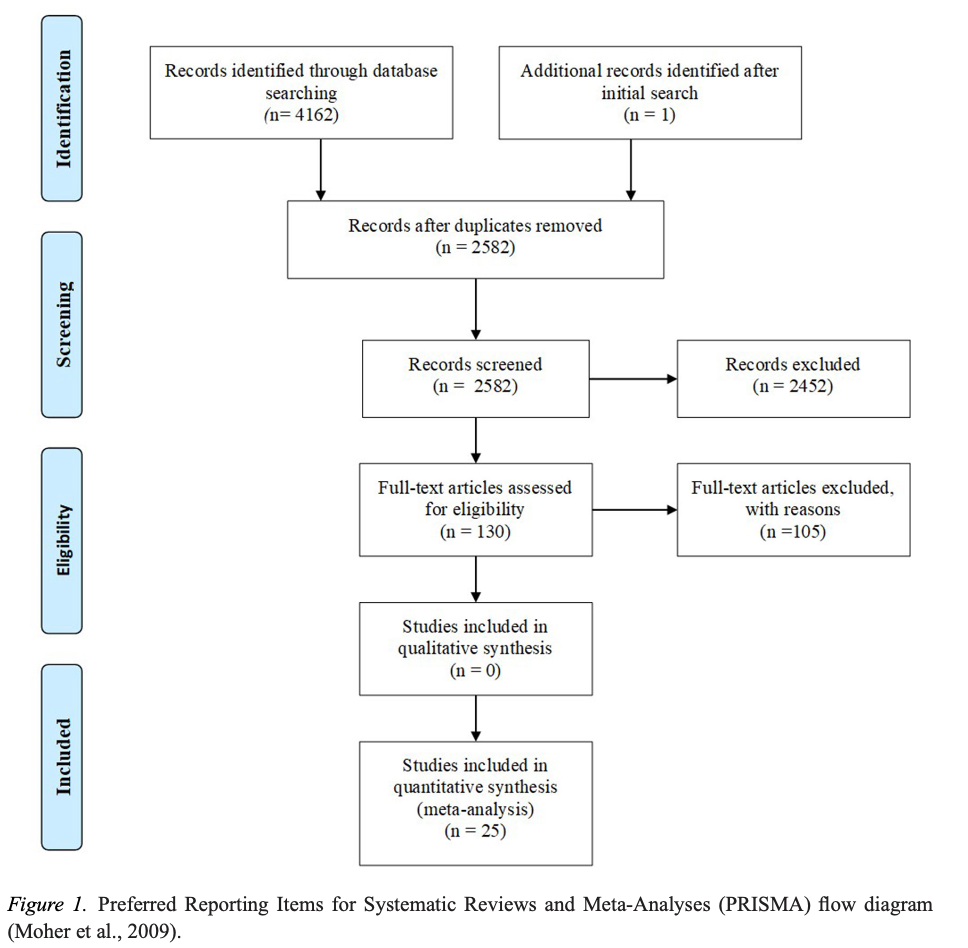 Identification
Records identified through database
searching
(n= 4162)
Additional records identified after
initial search
(n = 1)
Records after duplicates removed
(n = 2582)
Screening
Records screened
(n = 2582)
Records excluded
(n = 2452)
Eligibility
Full-text articles assessed
for eligibility
(n = 130)
Full-text articles excluded,
with reasons
(n =105)
Studies included in
qualitative synthesis
(n = 0)
Included
Studies included in
quantitative synthesis
(meta-analysis)
(n = 25)
Figure 1. Preferred Reporting Items for Systematic Reviews and Meta-Analyses (PRISMA) flow diagram
(Moher et al., 2009).